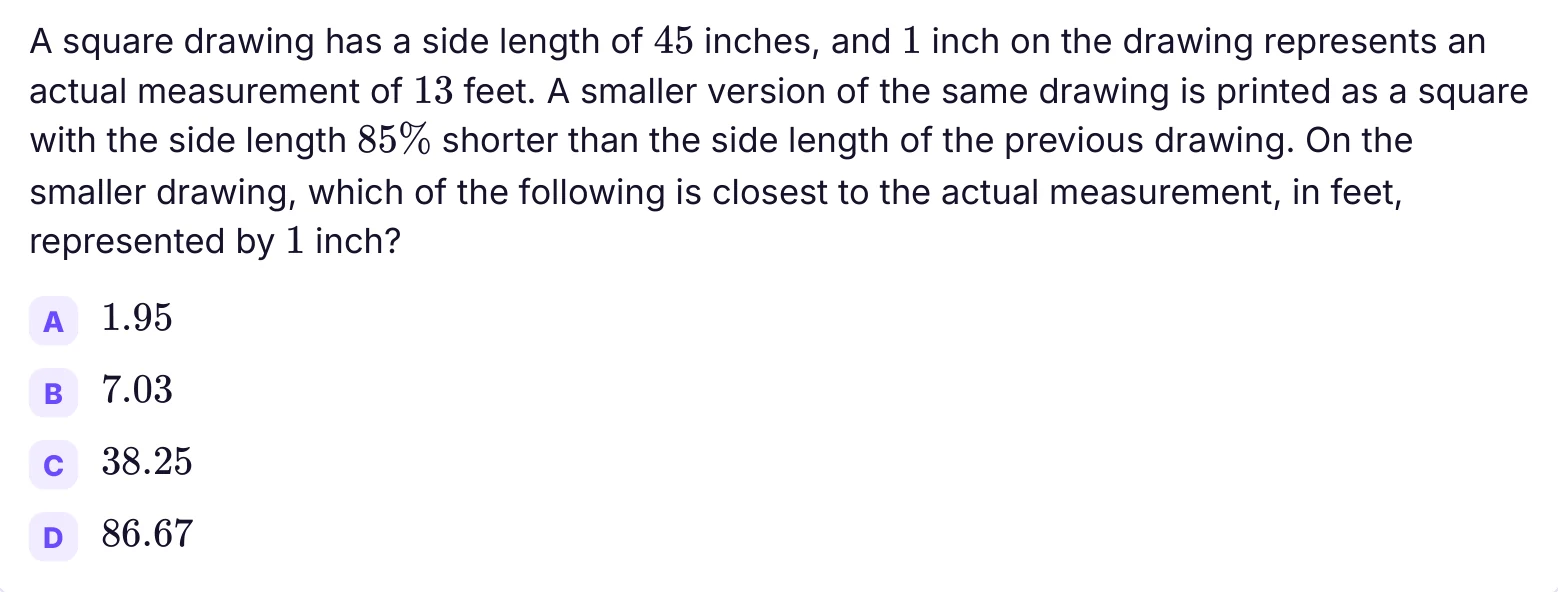 A square drawing has a side length of 45 inches, and 1 inch on the drawing represents an
actual measurement of 13 feet. A smaller version of the same drawing is printed as a square
with the side length 85% shorter than the side length of the previous drawing. On the
smaller drawing, which of the following is closest to the actual measurement, in feet,
represented by 1 inch?
A 1.95
B 7.03
C 38.25
D 86.67